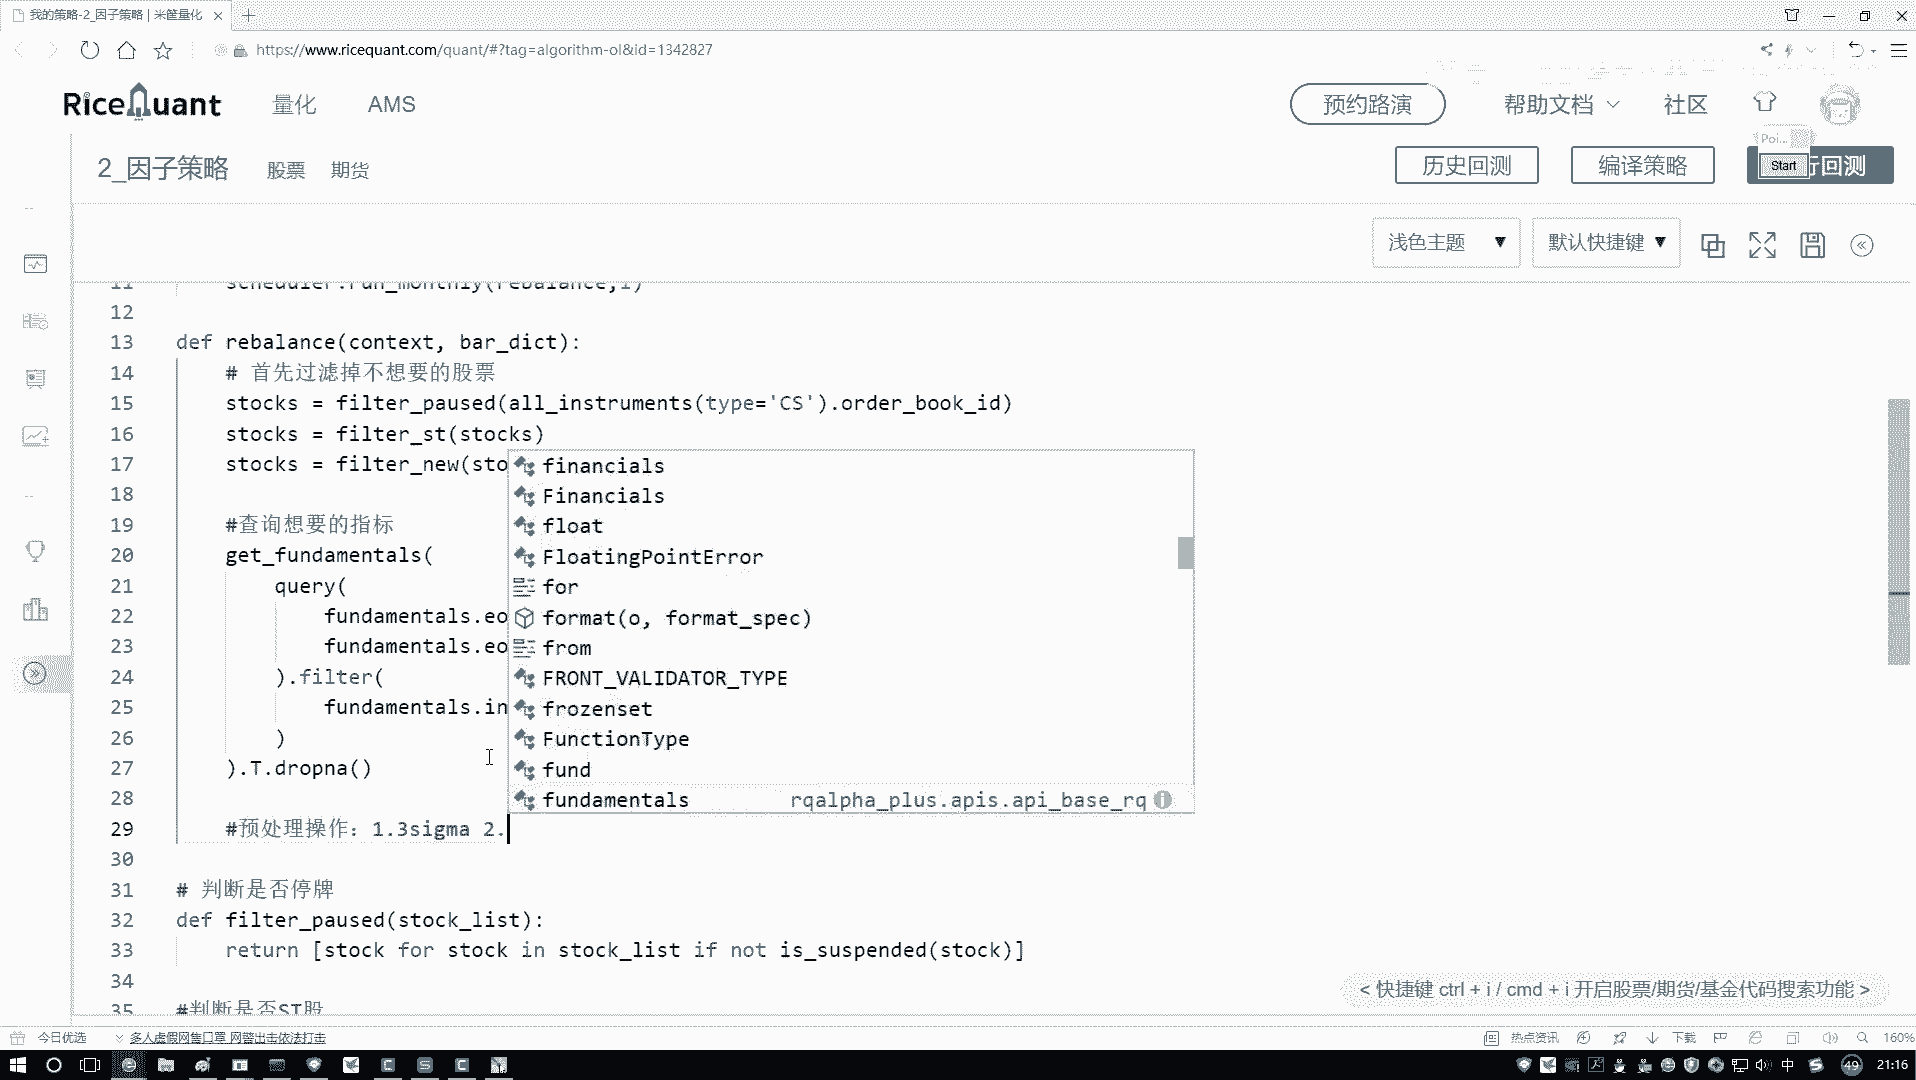 我的策略-2_因子策略 | 米筐量化
https://www.ricequant.com/quant/#?tag=algorithm-ol&id=1342827
RiceQuant 量化 AMS 预约路演 帮助文档 社区
Poi...
2_因子策略 股票 期货 历史回测 编译策略 Start 行回测
浅色主题 默认快捷键
11 scheduler.run_monthly(rebalance,1)
12
13 def rebalance(context, bar_dict):
14 # 首先过滤掉不想要的股票
15 stocks = filter_paused(all_instruments(type='CS').order_book_id)
16 stocks = filter_st(stocks)
17 stocks = filter_new(sto
18
19 #查询想要的指标
20 get_fundamentals(
21 query(
22 fundamentals.eo
23 fundamentals.eo
24 ).filter(
25 fundamentals.in
26 )
27 ).T.dropna()
28
29 #预处理操作：1.3sigma 2.
30
31 # 判断是否停牌
32 def filter_paused(stock_list):
33 return [stock for stock in stock_list if not is_suspended(stock)]
34
35 #判断是否ST股
financials
Financials
float
FloatingPointError
for
format(o, format_spec)
from
FRONT_VALIDATOR_TYPE
frozenset
FunctionType
fund
fundamentals rqalpha_plus.apis.api_base_rq
< 快捷键 ctrl + i / cmd + i 开启股票/期货/基金代码搜索功能 >
今日优选 多人虚假网售口罩 网警出击依法打击 热点资讯 下载 160%
中 49 21:16